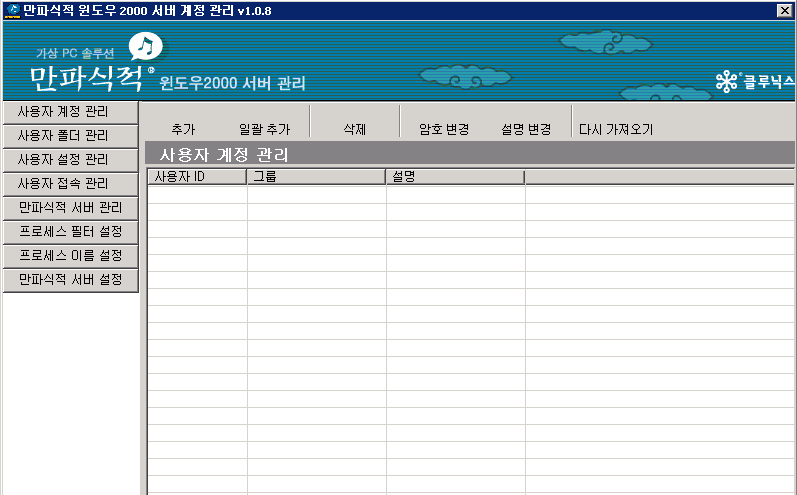 만파식적 윈도우 2000 서버 계정 관리 v1.0.8
가상 PC 솔루션
만파식적® 윈도우2000 서버 관리
클루닉스
사용자 계정 관리
사용자 폴더 관리
사용자 설정 관리
사용자 접속 관리
만파식적 서버 관리
프로세스 필터 설정
프로세스 이름 설정
만파식적 서버 설정
추가 일괄 추가 삭제 암호 변경 설명 변경 다시 가져오기
사용자 계정 관리
사용자 ID 그룹 설명